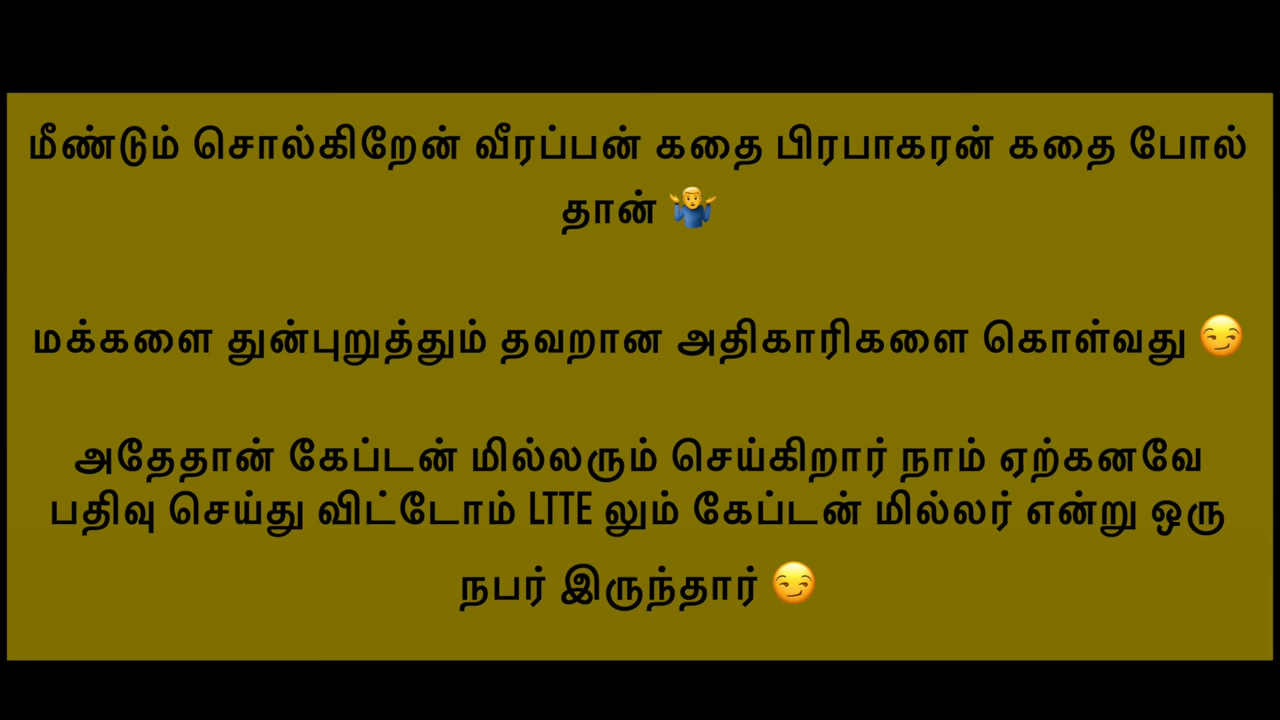 மீண்டும் சொல்கிறேன் வீரப்பன் கதை பிரபாகரன் கதை போல்
தான் 🤷‍♂️
மக்களை துன்புறுத்தும் தவறான அதிகாரிகளை கொள்வது 😏
அதேதான் கேப்டன் மில்லரும் செய்கிறார் நாம் ஏற்கனவே
பதிவு செய்து விட்டோம் LTTE லும் கேப்டன் மில்லர் என்று ஒரு
நபர் இருந்தார் 😏